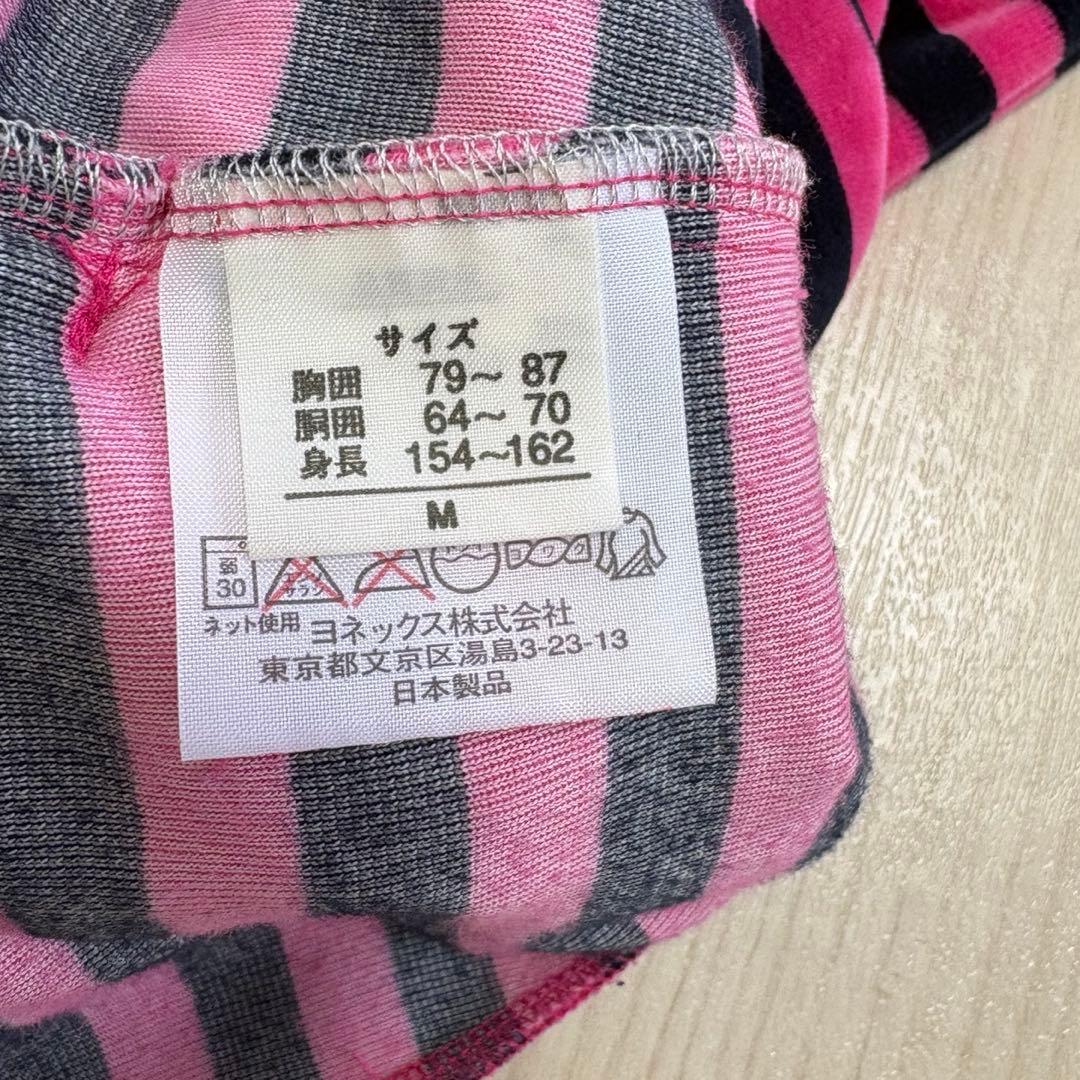 サイズ
胸囲 79〜 87
胴囲 64〜 70
身長 154〜162
M
弱
30
ネット使用
ヨネックス株式会社
東京都文京区湯島3-23-13
日本製品